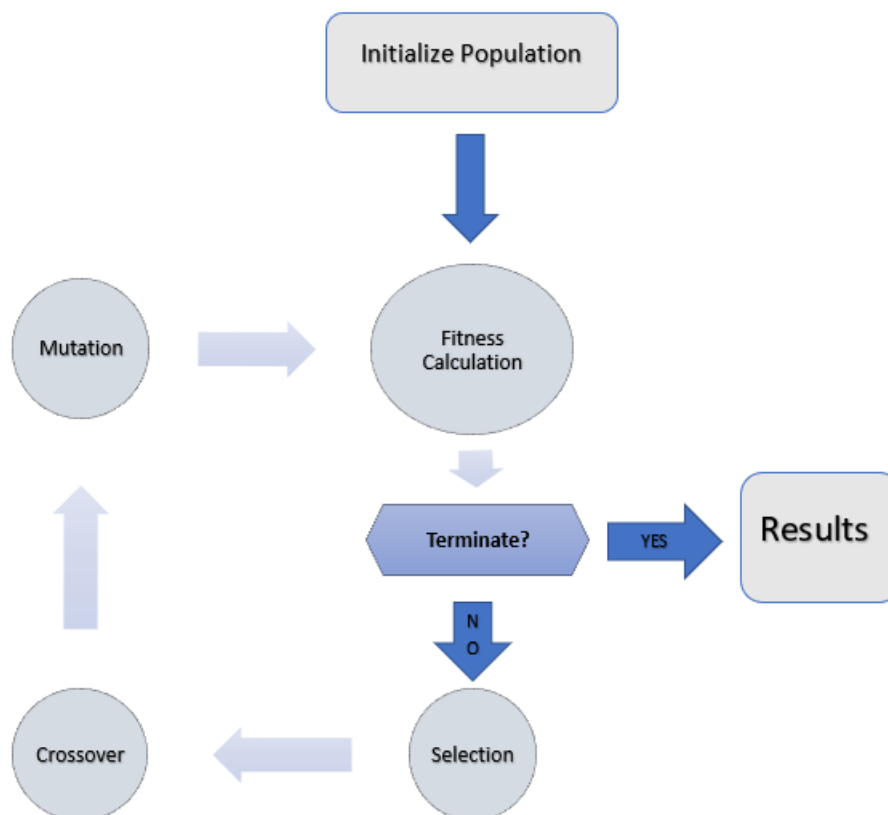 Initialize Population
Mutation
Fitness
Calculation
Terminate?
YES
Results
N
O
Crossover
Selection